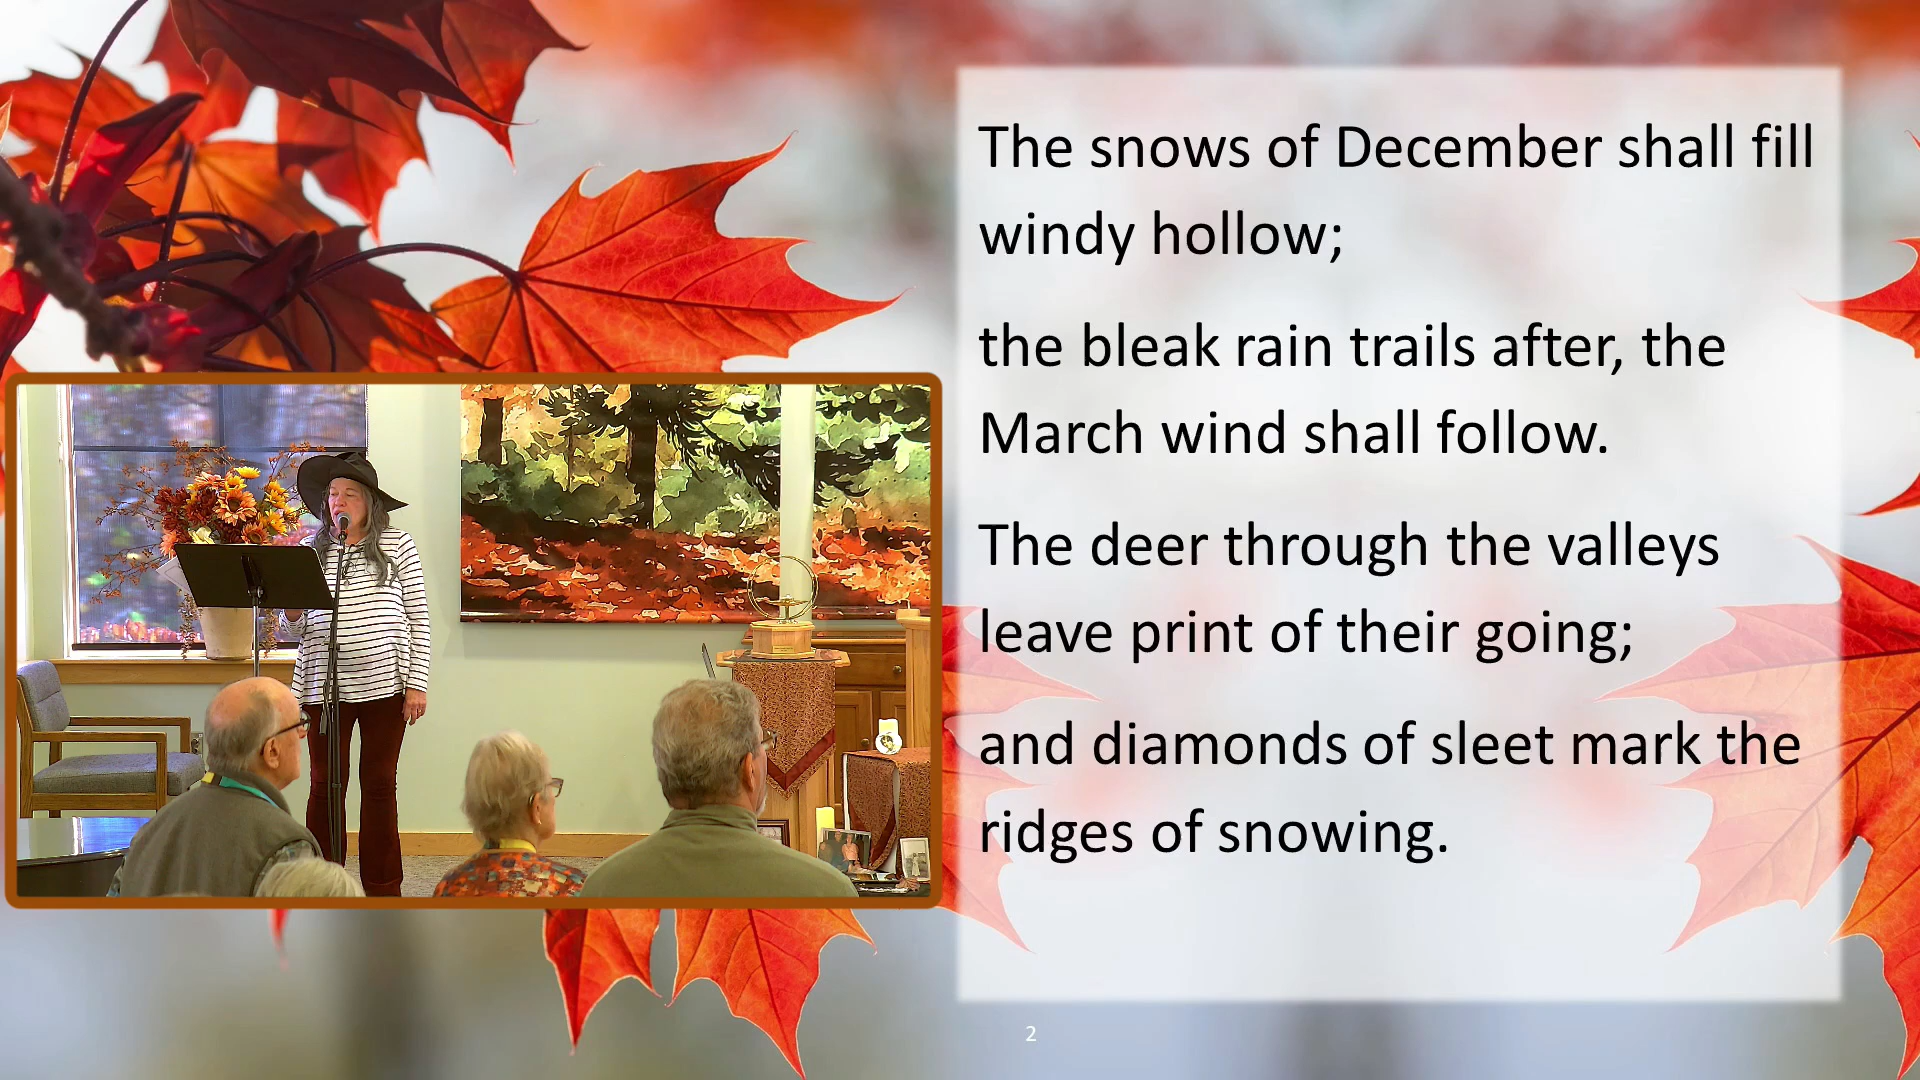 The snows of December shall fill
windy hollow;
the bleak rain trails after, the
March wind shall follow.
The deer through the valleys
leave print of their going;
and diamonds of sleet mark the
ridges of snowing.
2